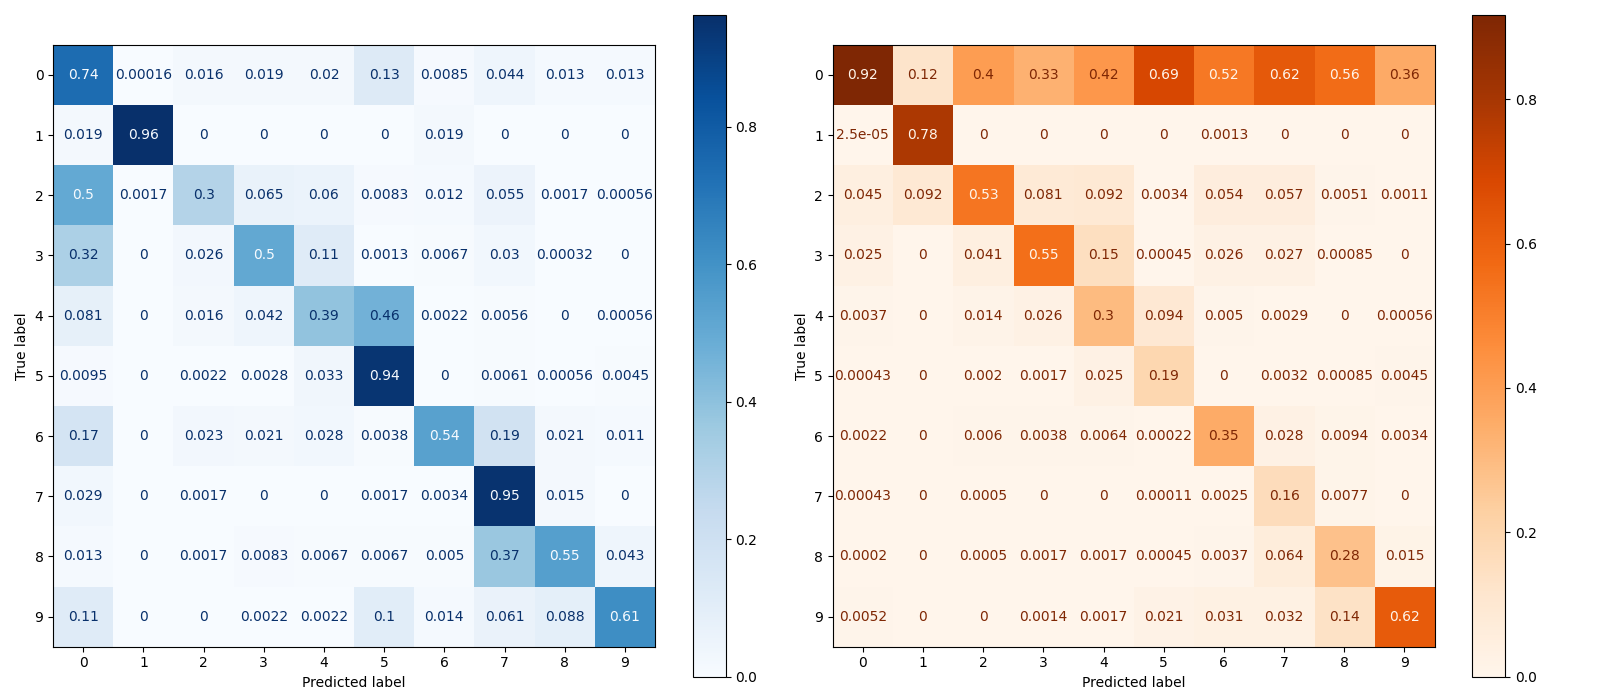 0 0.74 0.00016 0.016 0.019 0.02 0.13 0.0085 0.044 0.013 0.013
1 0.019 0.96 0 0 0 0 0.019 0 0 0
2 0.5 0.0017 0.3 0.065 0.06 0.0083 0.012 0.055 0.0017 0.00056
3 0.32 0 0.026 0.5 0.11 0.0013 0.0067 0.03 0.00032 0
4 0.081 0 0.016 0.042 0.39 0.46 0.0022 0.0056 0 0.00056
5 0.0095 0 0.0022 0.0028 0.033 0.94 0 0.0061 0.00056 0.0045
6 0.17 0 0.023 0.021 0.028 0.0038 0.54 0.19 0.021 0.011
7 0.029 0 0.0017 0 0 0.0017 0.0034 0.95 0.015 0
8 0.013 0 0.0017 0.0083 0.0067 0.0067 0.005 0.37 0.55 0.043
9 0.11 0 0 0.0022 0.0022 0.1 0.014 0.061 0.088 0.61
0 1 2 3 4 5 6 7 8 9
Predicted label
True label
0.8
0.6
0.4
0.2
0.0
0 0.92 0.12 0.4 0.33 0.42 0.69 0.52 0.62 0.56 0.36
1 2.5e-05 0.78 0 0 0 0 0.0013 0 0 0
2 0.045 0.092 0.53 0.081 0.092 0.0034 0.054 0.057 0.0051 0.0011
3 0.025 0 0.041 0.55 0.15 0.00045 0.026 0.027 0.00085 0
4 0.0037 0 0.014 0.026 0.3 0.094 0.005 0.0029 0 0.00056
5 0.00043 0 0.002 0.0017 0.025 0.19 0 0.0032 0.00085 0.0045
6 0.0022 0 0.006 0.0038 0.0064 0.00022 0.35 0.028 0.0094 0.0034
7 0.00043 0 0.0005 0 0 0.00011 0.0025 0.16 0.0077 0
8 0.0002 0 0.0005 0.0017 0.0017 0.00045 0.0037 0.064 0.28 0.015
9 0.0052 0 0 0.0014 0.0017 0.021 0.031 0.032 0.14 0.62
0 1 2 3 4 5 6 7 8 9
Predicted label
True label
0.8
0.6
0.4
0.2
0.0